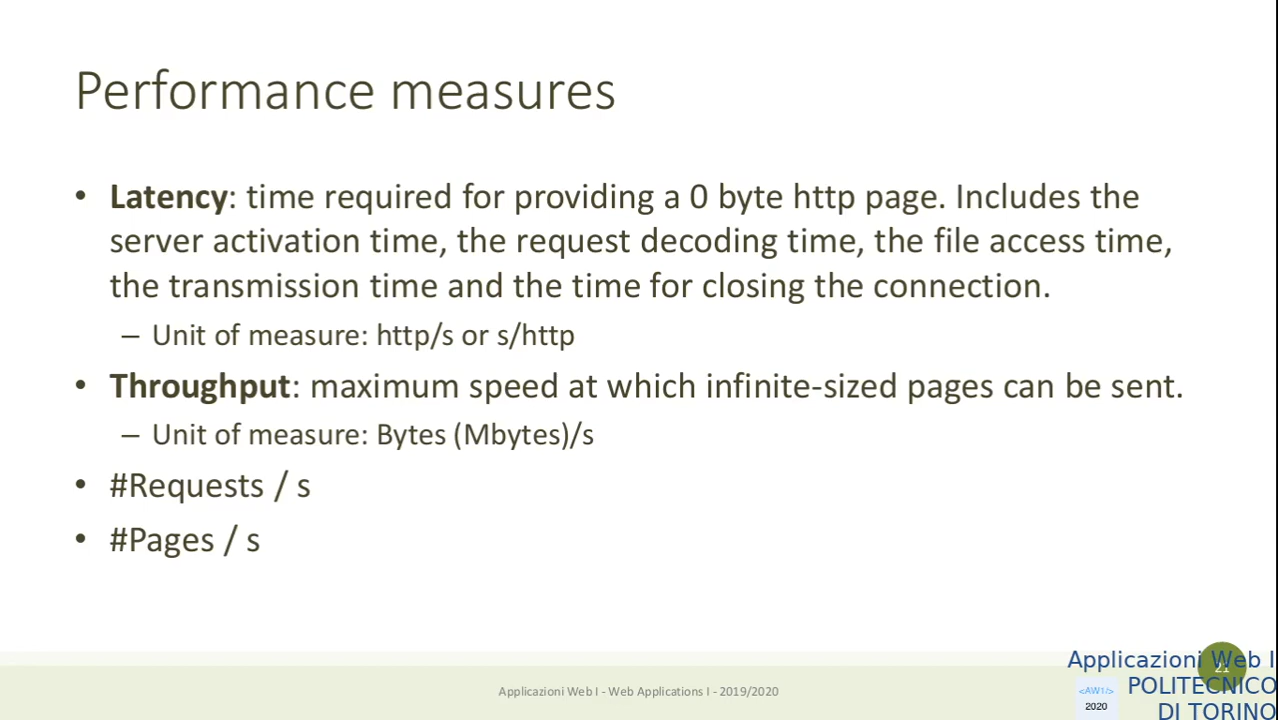 Performance measures
• Latency: time required for providing a 0 byte http page. Includes the
server activation time, the request decoding time, the file access time,
the transmission time and the time for closing the connection.
– Unit of measure: http/s or s/http
• Throughput: maximum speed at which infinite-sized pages can be sent.
– Unit of measure: Bytes (Mbytes)/s
• #Requests / s
• #Pages / s
Applicazioni Web I - Web Applications I - 2019/2020
21
Applicazioni Web I
POLITECNICO
DI TORINO
<AW1/>
2020